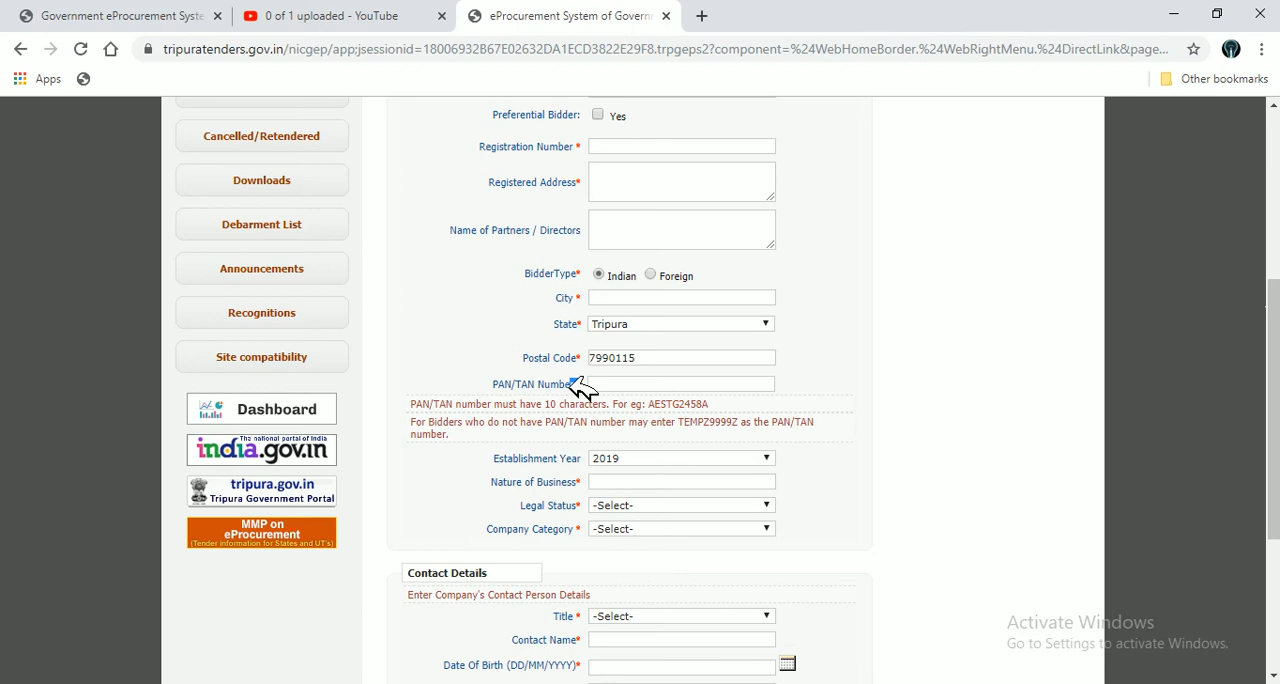 Government eProcurement Syste
0 of 1 uploaded - YouTube
eProcurement System of Governm
tripuratenders.gov.in/nicgep/app;jsessionid=18006932B67E02632DA1ECD3822E29F8.trpgeps2?component=%24WebHomeBorder.%24WebRightMenu.%24DirectLink&page...
Apps
Other bookmarks
Cancelled/Retendered
Downloads
Debarment List
Announcements
Recognitions
Site compatibility
Dashboard
The national portal of India
india.gov.in
tripura.gov.in
Tripura Government Portal
MMP on
eProcurement
(Tender information for States and UT's)
Preferential Bidder: Yes
Registration Number *
Registered Address*
Name of Partners / Directors
BidderType* Indian Foreign
City *
State* Tripura
Postal Code* 7990115
PAN/TAN Number
PAN/TAN number must have 10 characters. For eg: AESTG2458A
For Bidders who do not have PAN/TAN number may enter TEMPZ9999Z as the PAN/TAN
number.
Establishment Year 2019
Nature of Business*
Legal Status* -Select-
Company Category * -Select-
Contact Details
Enter Company's Contact Person Details
Title * -Select-
Contact Name*
Date Of Birth (DD/MM/YYYY)*
Activate Windows
Go to Settings to activate Windows.